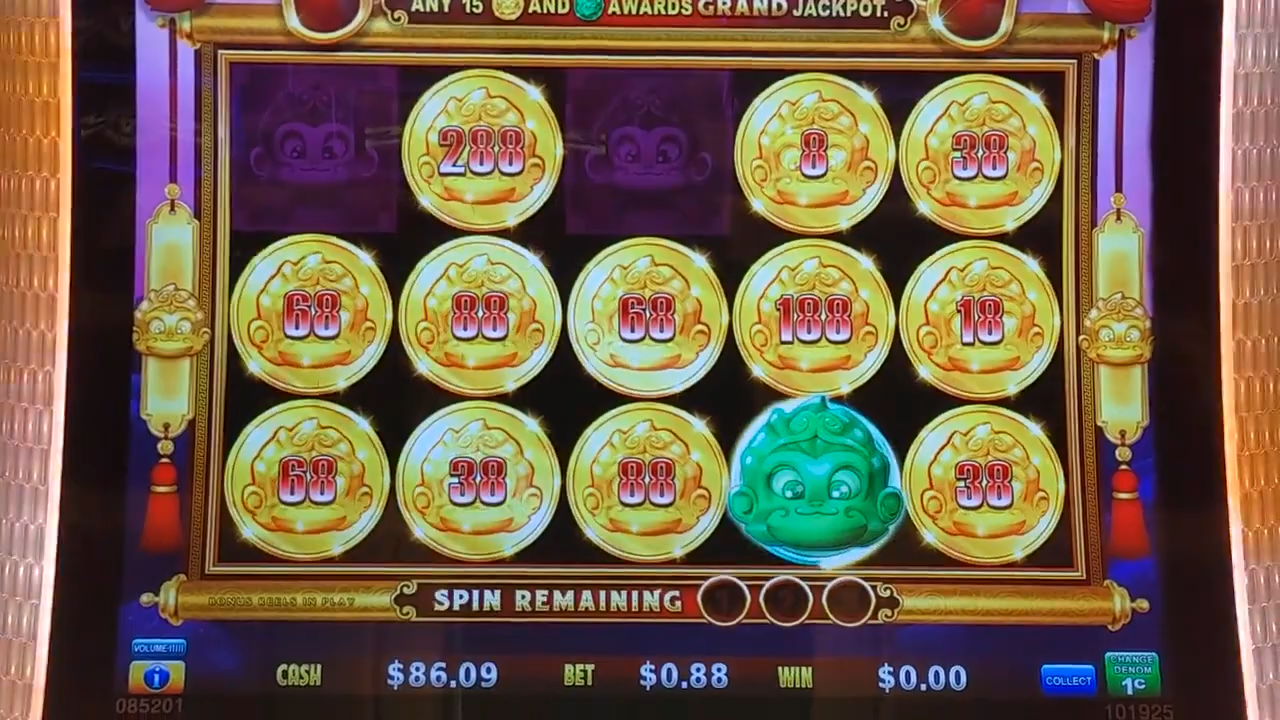 ANY 15 AND AWARDS GRAND JACKPOT.
288 8 38
68 88 68 188 18
68 38 88 38
BONUS REELS IN PLAY
SPIN REMAINING
VOLUME
CASH $86.09 BET $0.88 WIN $0.00
COLLECT
CHANGE
DENOM
1¢
085201
101925